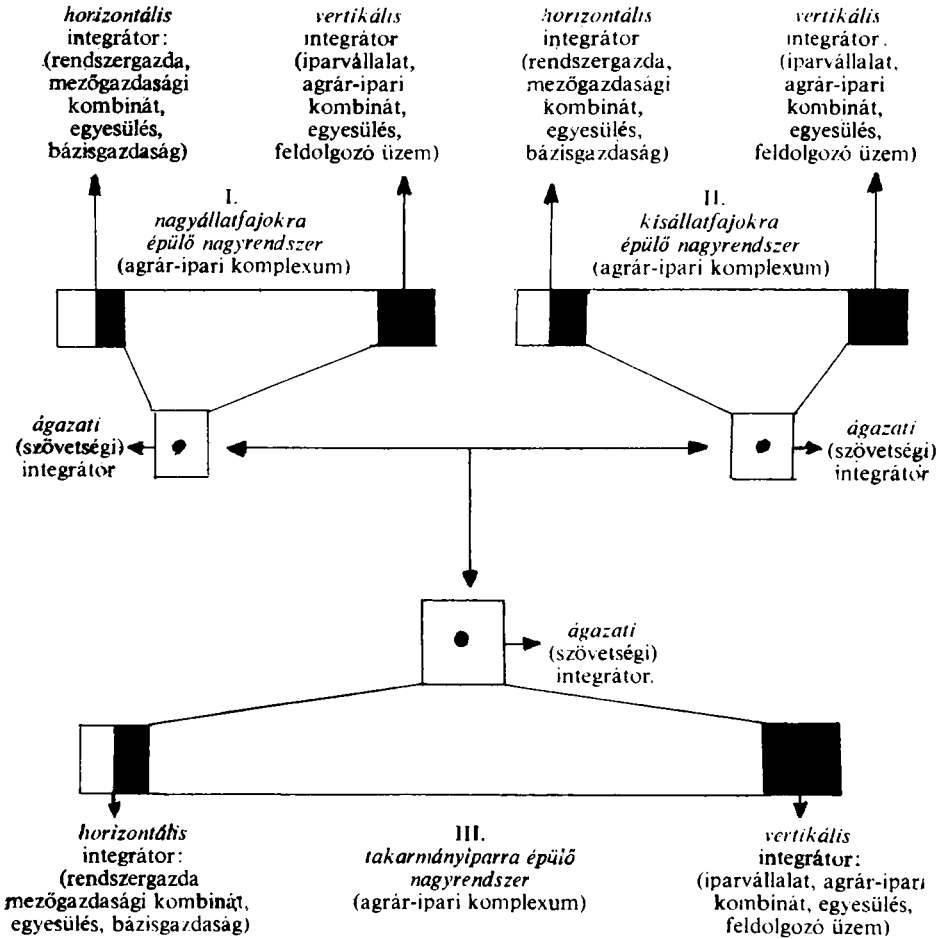 horizontális
integrátor:
(rendszergazda,
mezőgazdasági
kombinát,
egyesülés,
bázisgazdaság)
vertikális
integrátor
(iparvállalat,
agrár-ipari
kombinát,
egyesülés,
feldolgozó üzem)
horizontális
integrátor
(rendszergazda,
mezőgazdasági
kombinát,
egyesülés,
bázisgazdaság)
vertikális
integrátor.
(iparvállalat,
agrár-ipari
kombinát,
egyesülés,
feldolgozó üzem)
I.
nagyállatfajokra
épülő nagyrendszer
(agrár-ipari komplexum)
II.
kisállatfajokra
épülő nagyrendszer
(agrár-ipari komplexum)
ágazati
(szövetségi)
integrátor
ágazati
(szövetségi)
integrátor
ágazati
(szövetségi)
integrátor.
horizontális
integrátor:
(rendszergazda
mezőgazdasági kombinát,
egyesülés, bázisgazdaság)
III.
takarmányiparra épülő
nagyrendszer
(agrár-ipari komplexum)
vertikális
integrátor:
(iparvállalat, agrár-ipari
kombinát, egyesülés,
feldolgozó üzem)